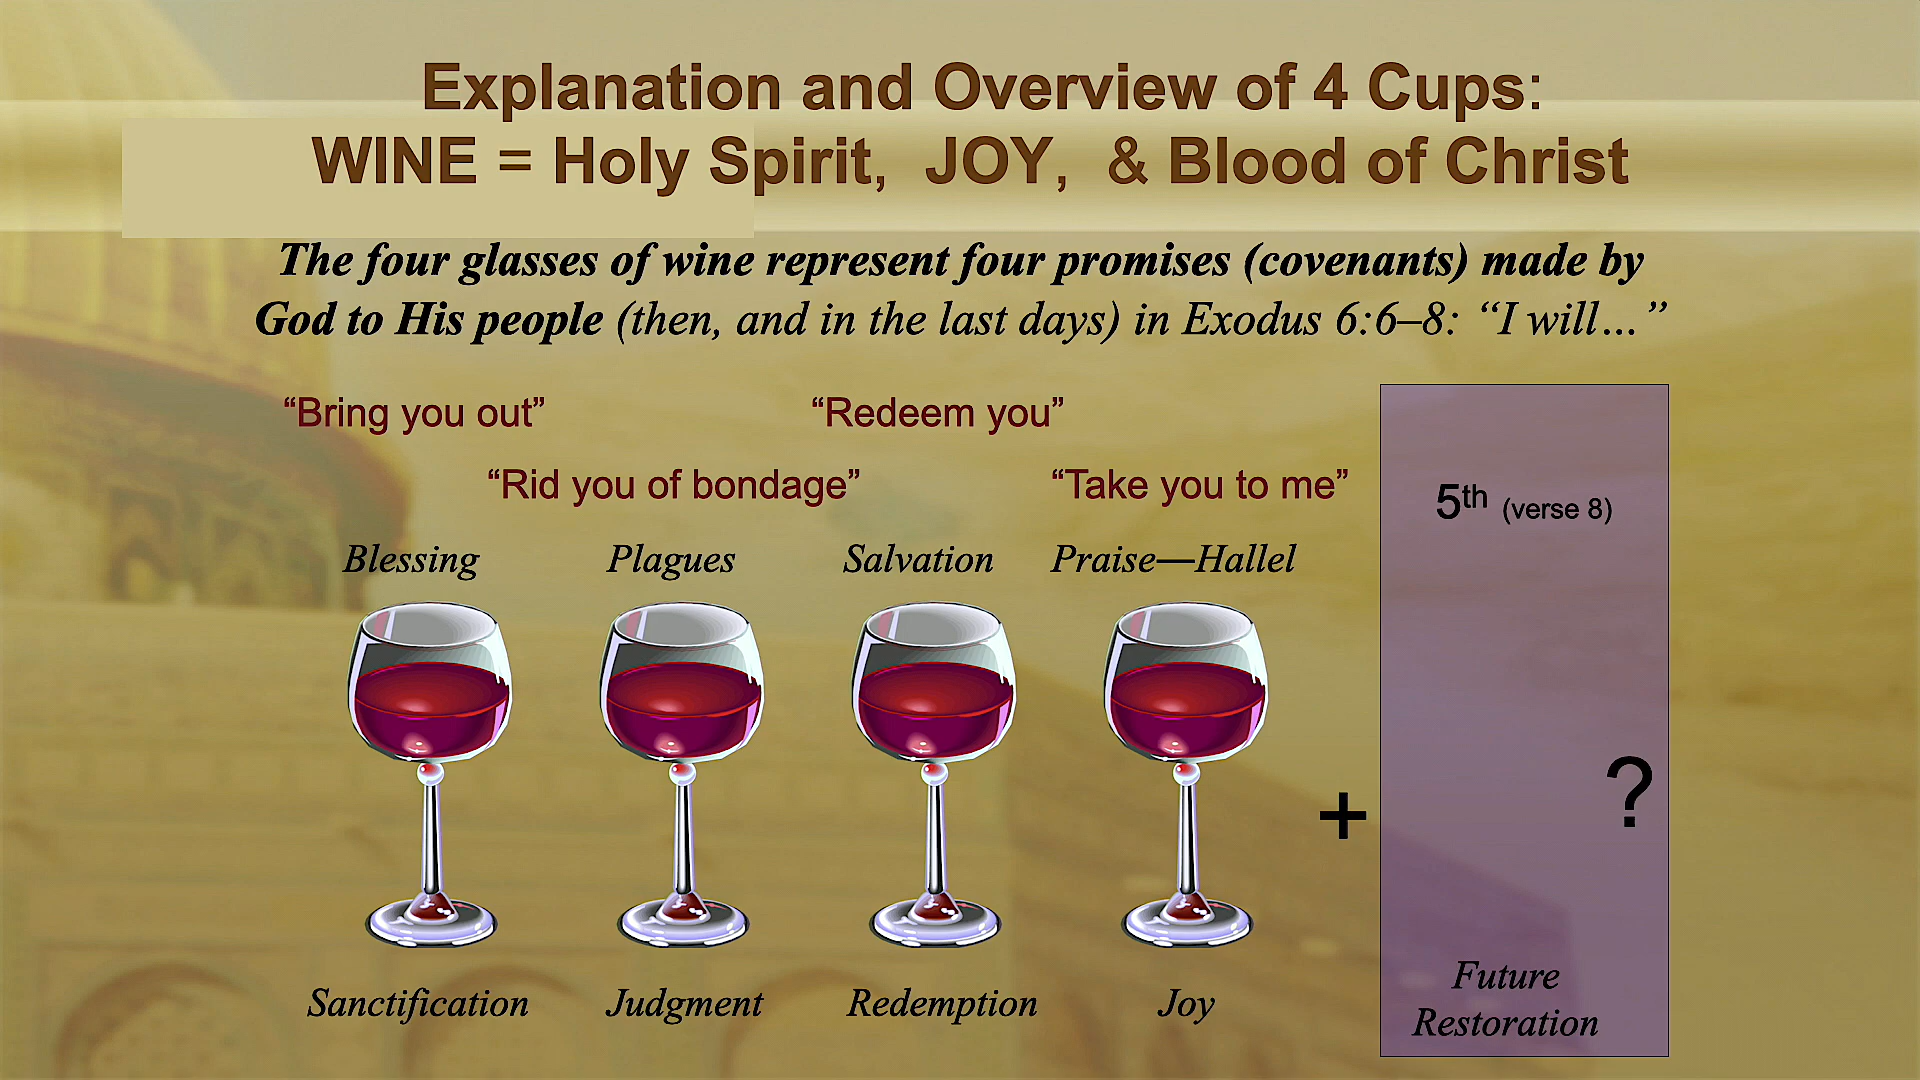 Explanation and Overview of 4 Cups:
WINE = Holy Spirit, JOY, & Blood of Christ
The four glasses of wine represent four promises (covenants) made by
God to His people (then, and in the last days) in Exodus 6:6–8: “I will…”
“Bring you out”
“Redeem you”
“Rid you of bondage”
“Take you to me”
5th (verse 8)
Blessing
Plagues
Salvation
Praise—Hallel
+
?
Sanctification
Judgment
Redemption
Joy
Future
Restoration